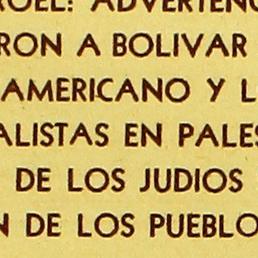 ROEL: ADVERTENC
RON A BOLIVAR
AMERICANO Y L
ALISTAS EN PALES
DE LOS JUDIOS
N DE LOS PUEBLO